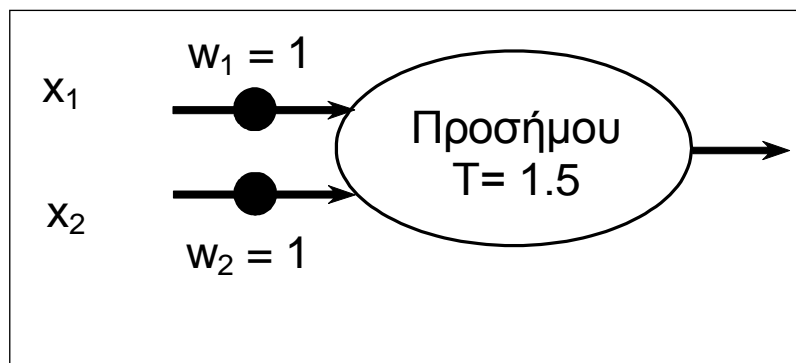 w₁ = 1
x₁
Προσήμου
T= 1.5
x₂
w₂ = 1